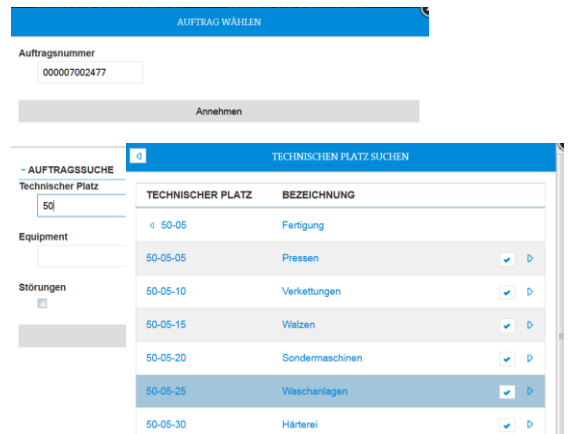 AUFTRAG WÄHLEN
Auftragsnummer
000007002477
Annehmen
- AUFTRAGSSUCHE
Technischer Platz
50
Equipment
Störungen
TECHNISCHEN PLATZ SUCHEN
TECHNISCHER PLATZ BEZEICHNUNG
50-05 Fertigung
50-05-05 Pressen
50-05-10 Verkettungen
50-05-15 Walzen
50-05-20 Sondermaschinen
50-05-25 Waschanlagen
50-05-30 Härterei